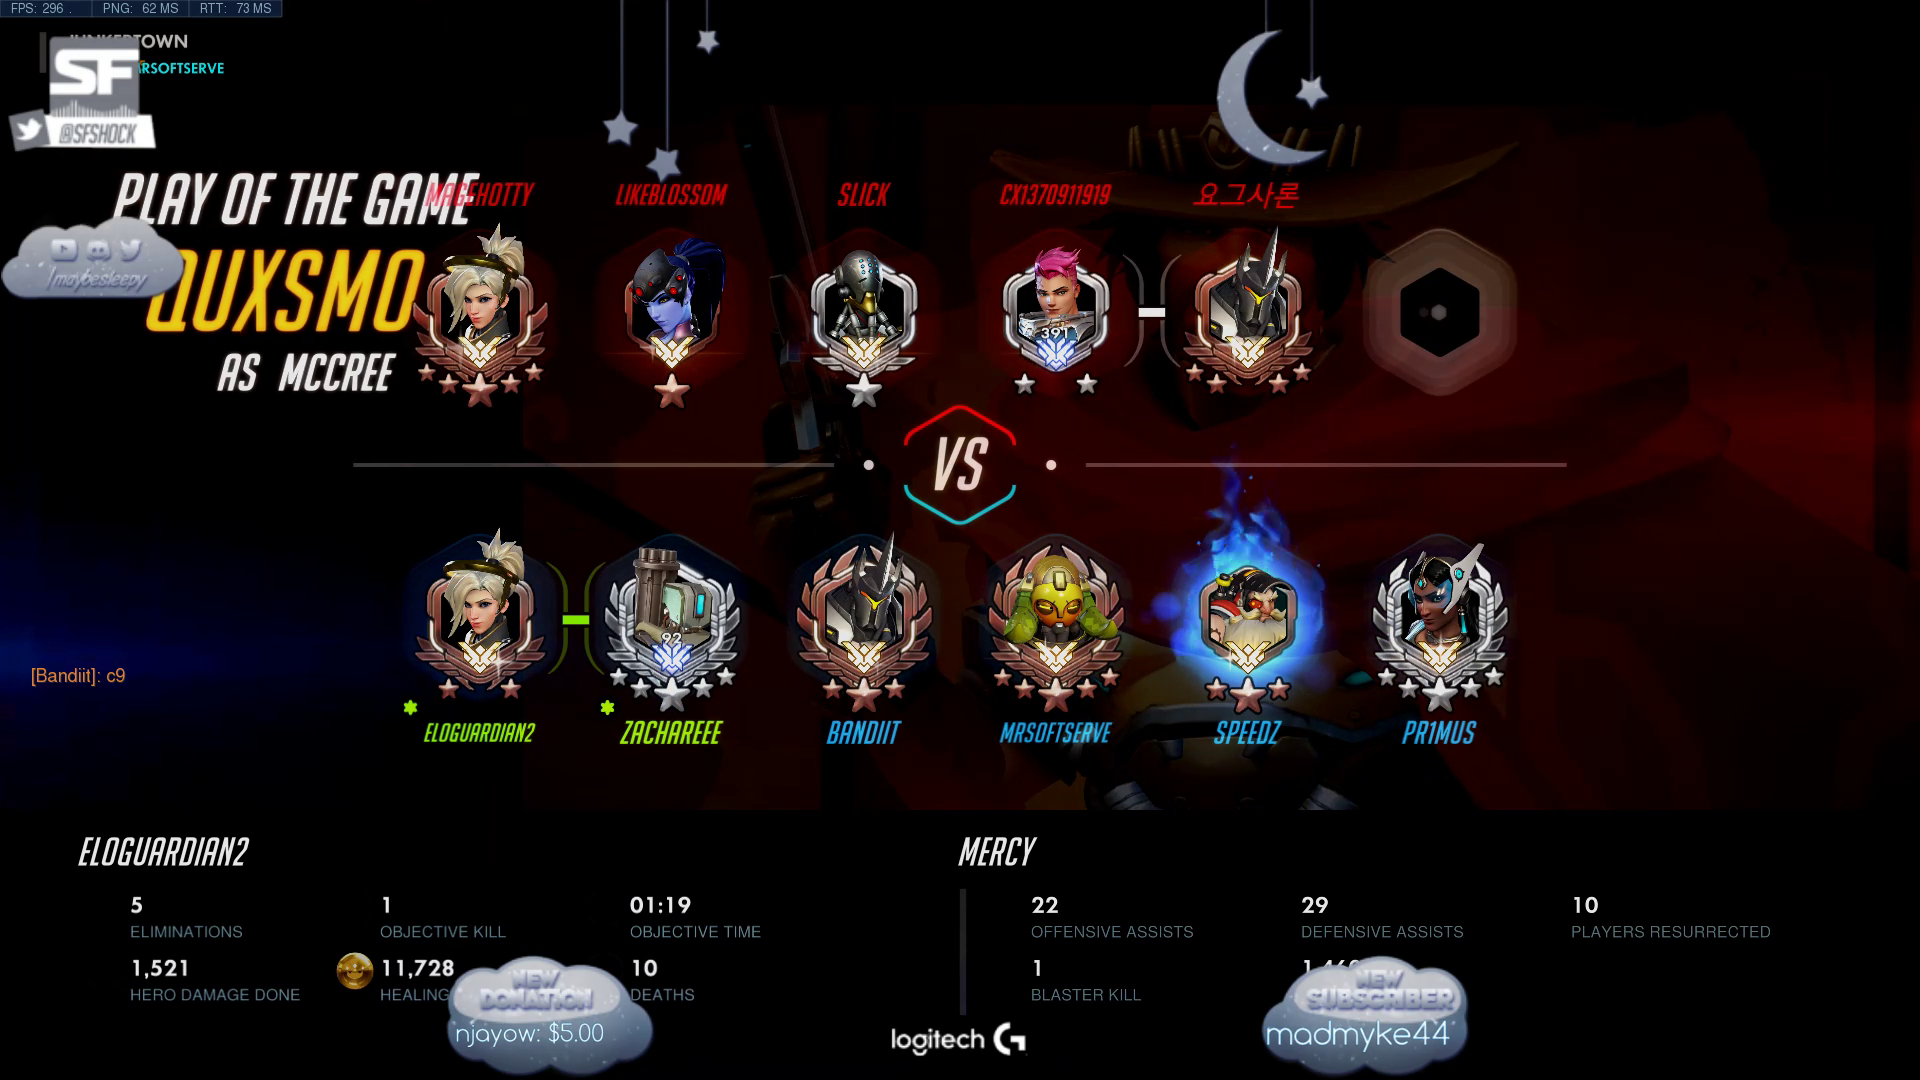 FPS: 296 . PNG: 62 MS RTT: 73 MS
JUNKERTOWN
RSOFTSERVE
SF
@SFSHOCK
PLAY OF THE GAME
QUXSMO
AS MCCREE
/maybesleepy
MAGEHOTTY LIKEBLOSSOM SLICK CX1370911919 요그사론
391
VS
92
[Bandiit]: c9
ELOGUARDIAN2 ZACHAREEE BANDIIT MRSOFTSERVE SPEEDZ PR1MUS
ELOGUARDIAN2
5 1 01:19
ELIMINATIONS OBJECTIVE KILL OBJECTIVE TIME
1,521 11,728 10
HERO DAMAGE DONE HEALING DEATHS
MERCY
22 29 10
OFFENSIVE ASSISTS DEFENSIVE ASSISTS PLAYERS RESURRECTED
1
BLASTER KILL
NEW
DONATION
njayow: $5.00
logitech G
NEW
SUBSCRIBER
madmyke44